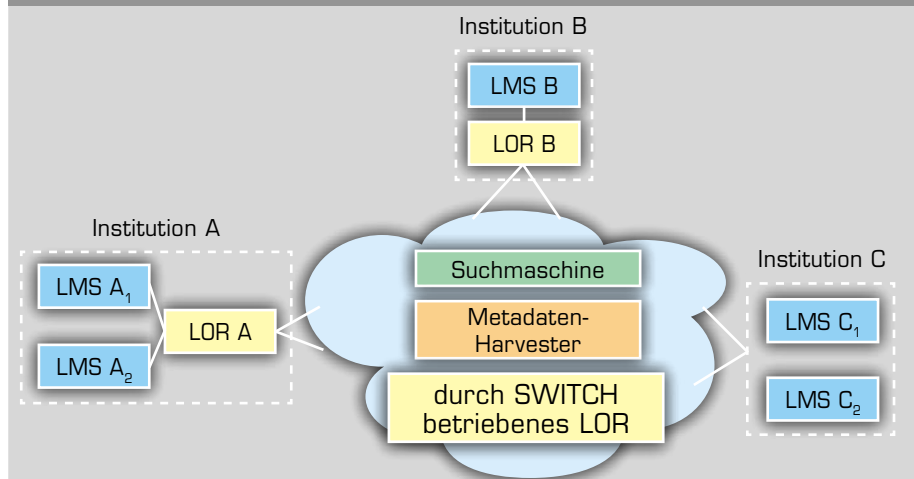 Institution B
LMS B
LOR B
Institution A
LMS A₁
LMS A₂
LOR A
Suchmaschine
Metadaten-
Harvester
durch SWITCH
betriebenes LOR
Institution C
LMS C₁
LMS C₂